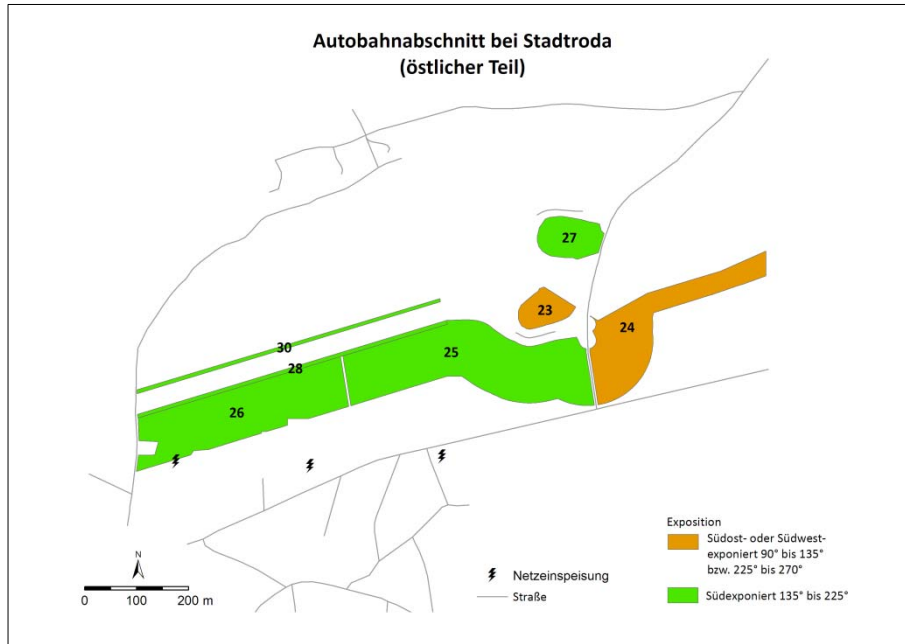 Autobahnabschnitt bei Stadtroda
(östlicher Teil)
27
23
24
30
28
25
26
N
0 100 200 m
Netzeinspeisung
Straße
Exposition
Südost- oder Südwest-
exponiert 90° bis 135°
bzw. 225° bis 270°
Südexponiert 135° bis 225°